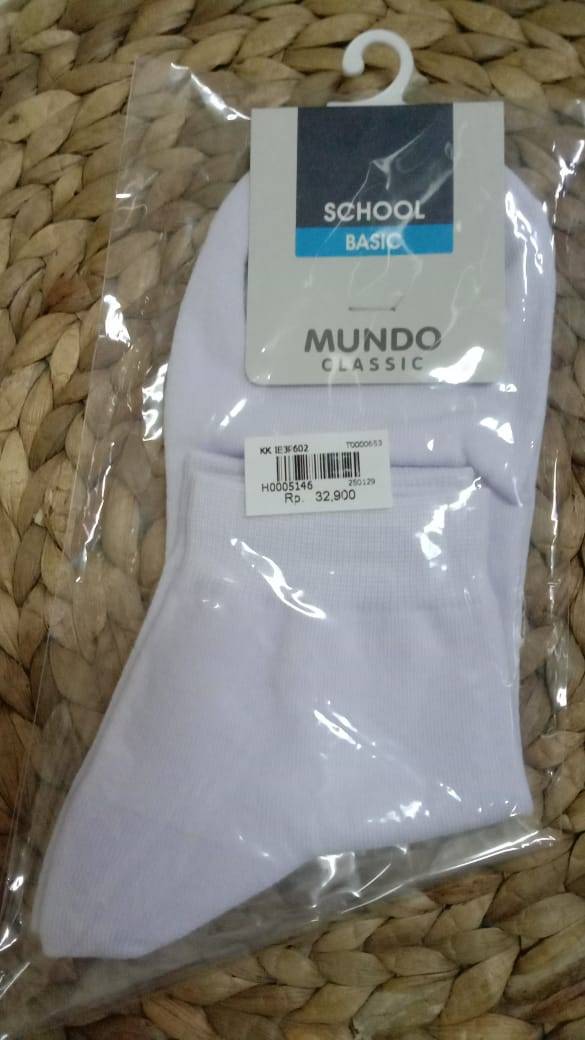 SCHOOL
BASIC
MUNDO
CLASSIC
KK IE3F602 T0000653
H0005146 250129
Rp. 32,900